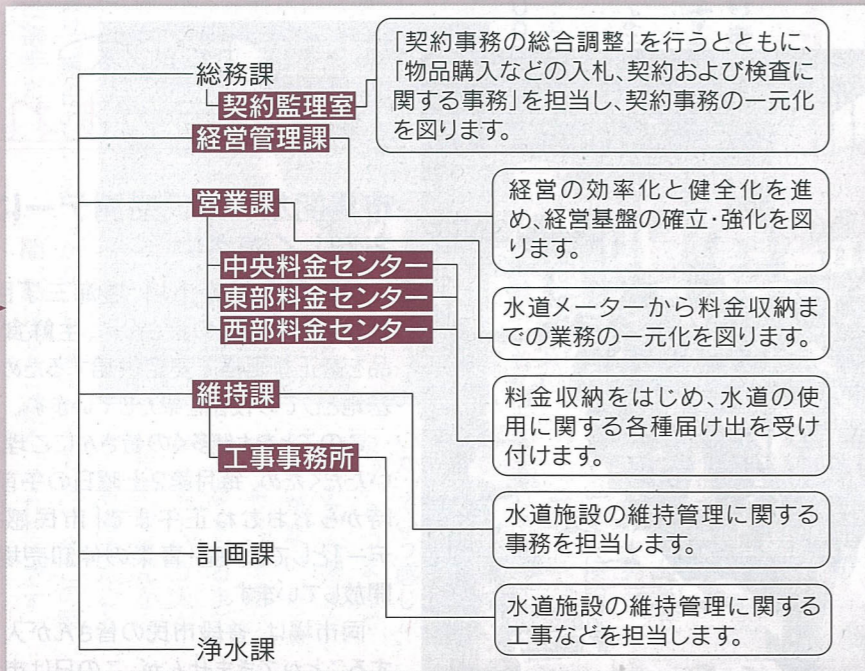 総務課
契約監理室
経営管理課
営業課
中央料金センター
東部料金センター
西部料金センター
維持課
工事事務所
計画課
浄水課
「契約事務の総合調整」を行うとともに、
「物品購入などの入札、契約および検査に
関する事務」を担当し、契約事務の一元化
を図ります。
経営の効率化と健全化を進
め、経営基盤の確立・強化を図
ります。
水道メーターから料金収納ま
での業務の一元化を図ります。
料金収納をはじめ、水道の使
用に関する各種届け出を受け
付けます。
水道施設の維持管理に関する
事務を担当します。
水道施設の維持管理に関する
工事などを担当します。